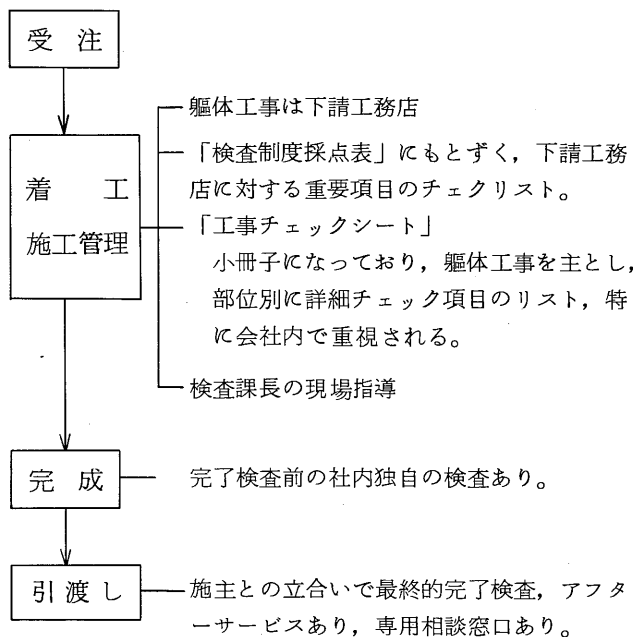 受注
着工
施工管理
躯体工事は下請工務店
「検査制度採点表」にもとずく，下請工務
店に対する重要項目のチェクリスト。
「工事チェックシート」
小冊子になっており，躯体工事を主とし，
部位別に詳細チェック項目のリスト，特
に会社内で重視される。
検査課長の現場指導
完成
完了検査前の社内独自の検査あり。
引渡し
施主との立合いで最終的完了検査，アフタ
ーサービスあり，専用相談窓口あり。